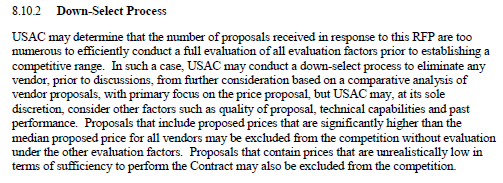 8.10.2 Down-Select Process
USAC may determine that the number of proposals received in response to this RFP are too
numerous to efficiently conduct a full evaluation of all evaluation factors prior to establishing a
competitive range. In such a case, USAC may conduct a down-select process to eliminate any
vendor, prior to discussions, from further consideration based on a comparative analysis of
vendor proposals, with primary focus on the price proposal, but USAC may, at its sole
discretion, consider other factors such as quality of proposal, technical capabilities and past
performance. Proposals that include proposed prices that are significantly higher than the
median proposed price for all vendors may be excluded from the competition without evaluation
under the other evaluation factors. Proposals that contain prices that are unrealistically low in
terms of sufficiency to perform the Contract may also be excluded from the competition.